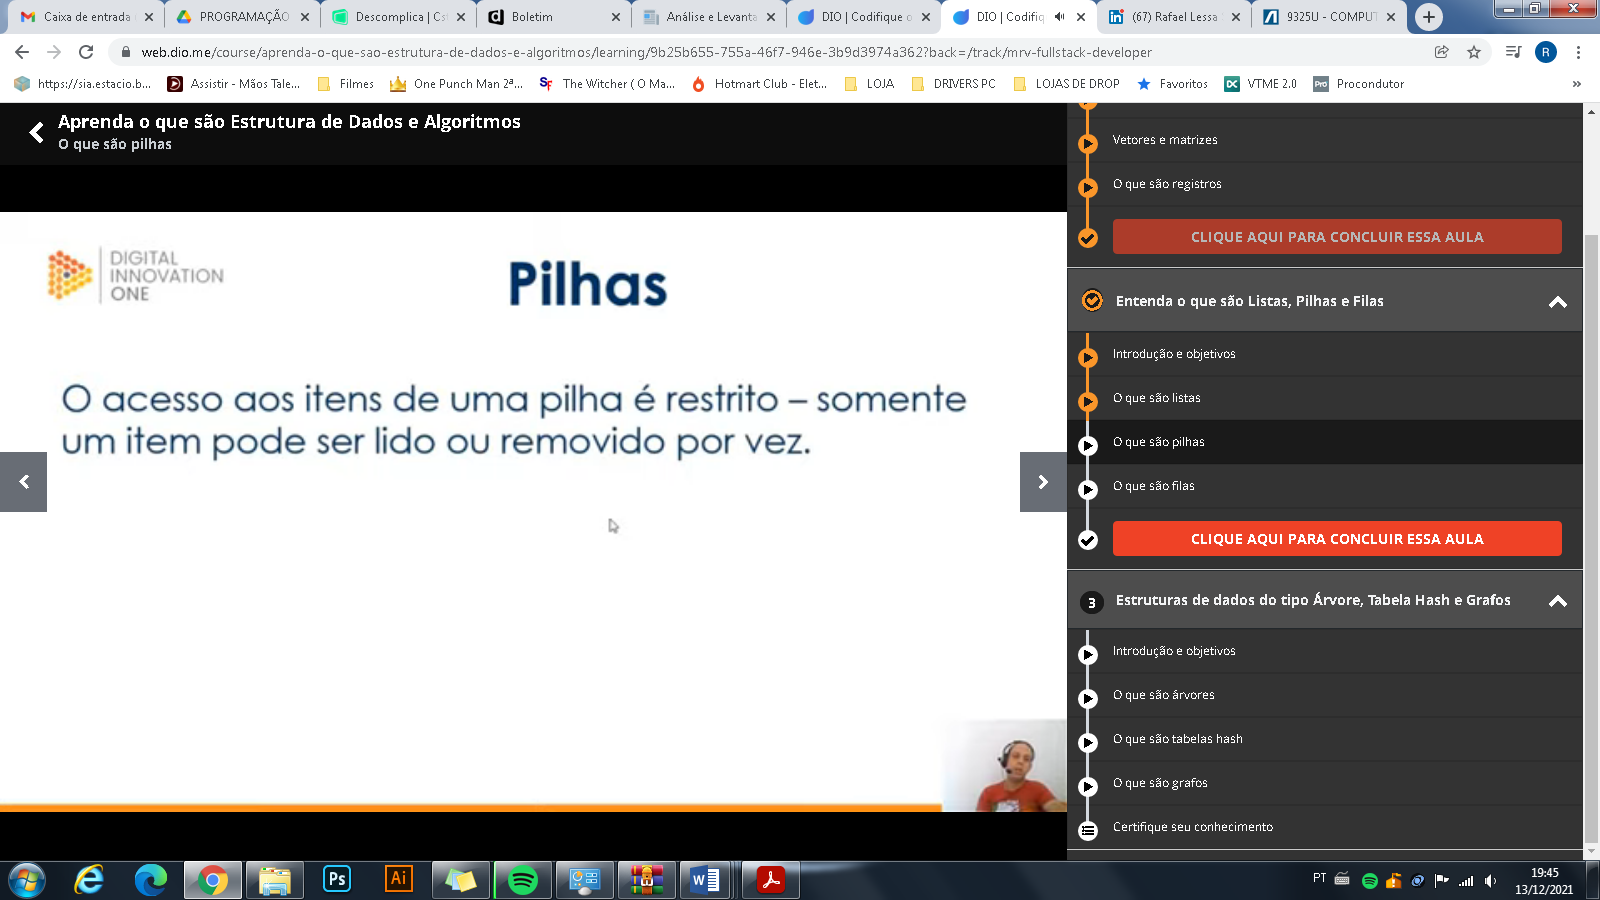 Caixa de entrada
PROGRAMAÇÃO
Descomplica | Cst
Boletim
Análise e Levanta
DIO | Codifique o
DIO | Codifiq
(67) Rafael Lessa
9325U - COMPUT
web.dio.me/course/aprenda-o-que-sao-estrutura-de-dados-e-algoritmos/learning/9b25b655-755a-46f7-946e-3b9d3974a362?back=/track/mrv-fullstack-developer
R
https://sia.estacio.b...
Assistir - Mãos Tale...
Filmes
One Punch Man 2ª...
The Witcher ( O Ma...
Hotmart Club - Elet...
LOJA
DRIVERS PC
LOJAS DE DROP
Favoritos
VTME 2.0
Procondutor
Aprenda o que são Estrutura de Dados e Algoritmos
O que são pilhas
DIGITAL
INNOVATION
ONE
Pilhas
O acesso aos itens de uma pilha é restrito – somente
um item pode ser lido ou removido por vez.
Vetores e matrizes
O que são registros
CLIQUE AQUI PARA CONCLUIR ESSA AULA
Entenda o que são Listas, Pilhas e Filas
Introdução e objetivos
O que são listas
O que são pilhas
O que são filas
CLIQUE AQUI PARA CONCLUIR ESSA AULA
3
Estruturas de dados do tipo Árvore, Tabela Hash e Grafos
Introdução e objetivos
O que são árvores
O que são tabelas hash
O que são grafos
Certifique seu conhecimento
Ps
Ai
PT
19:45
13/12/2021